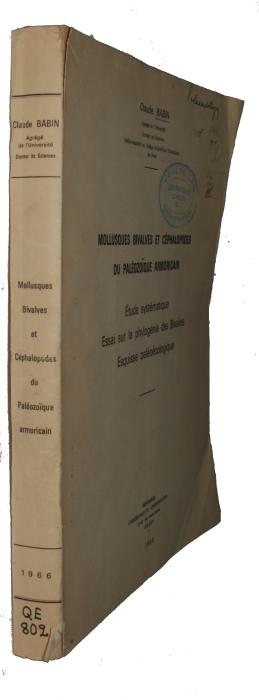 Claude BABIN
Agrégé
de l'Université
Docteur ès Sciences
Mollusques
Bivalves
et
Céphalopodes
du
Paléozoïque
armoricain
1966
QE
802
Claude BABIN
MOLLUSQUES BIVALVES ET CÉPHALOPODES
DU PALÉOZOÏQUE ARMORICAIN
Étude systématique
Essai sur la phylogénie des Bivalves
Esquisse paléoécologique
1966